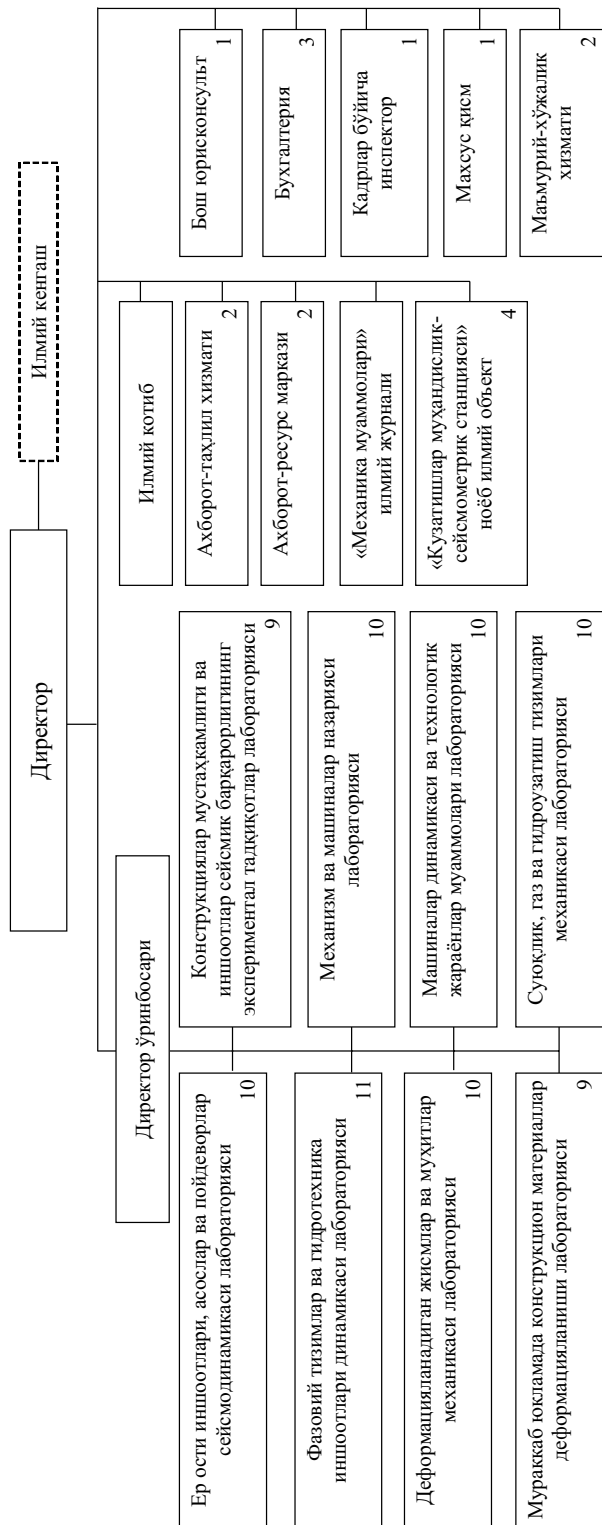 Илмий кенгаш
Директор
Директор ўринбосари
Ер ости иншоотлари, асослар ва пойдеворлар
сейсмодинамикаси лабораторияси
10
Фазовий тизимлар ва гидротехника
иншоотлари динамикаси лабораторияси
11
Деформацияланадиган жисмлар ва муҳитлар
механикаси лабораторияси
10
Мураккаб юкламада конструкцион материаллар
деформацияланиши лабораторияси
9
Конструкциялар мустаҳкамлиги ва
иншоотлар сейсмик барқарорлигининг
экспериментал тадқиқотлар лабораторияси
9
Механизм ва машиналар назарияси
лабораторияси
10
Машиналар динамикаси ва технологик
жараёнлар муаммолари лабораторияси
10
Суюқлик, газ ва гидроузатиш тизимлари
механикаси лабораторияси
10
Илмий котиб
Ахборот-таҳлил хизмати
2
Ахборот-ресурс маркази
2
«Механика муаммолари»
илмий журнали
«Кузатишлар муҳандислик-
сейсмометрик станцияси»
ноёб илмий объект
4
Бош юрисконсульт
1
Бухгалтерия
3
Кадрлар бўйича
инспектор
1
Махсус қисм
1
Маъмурий-хўжалик
хизмати
2